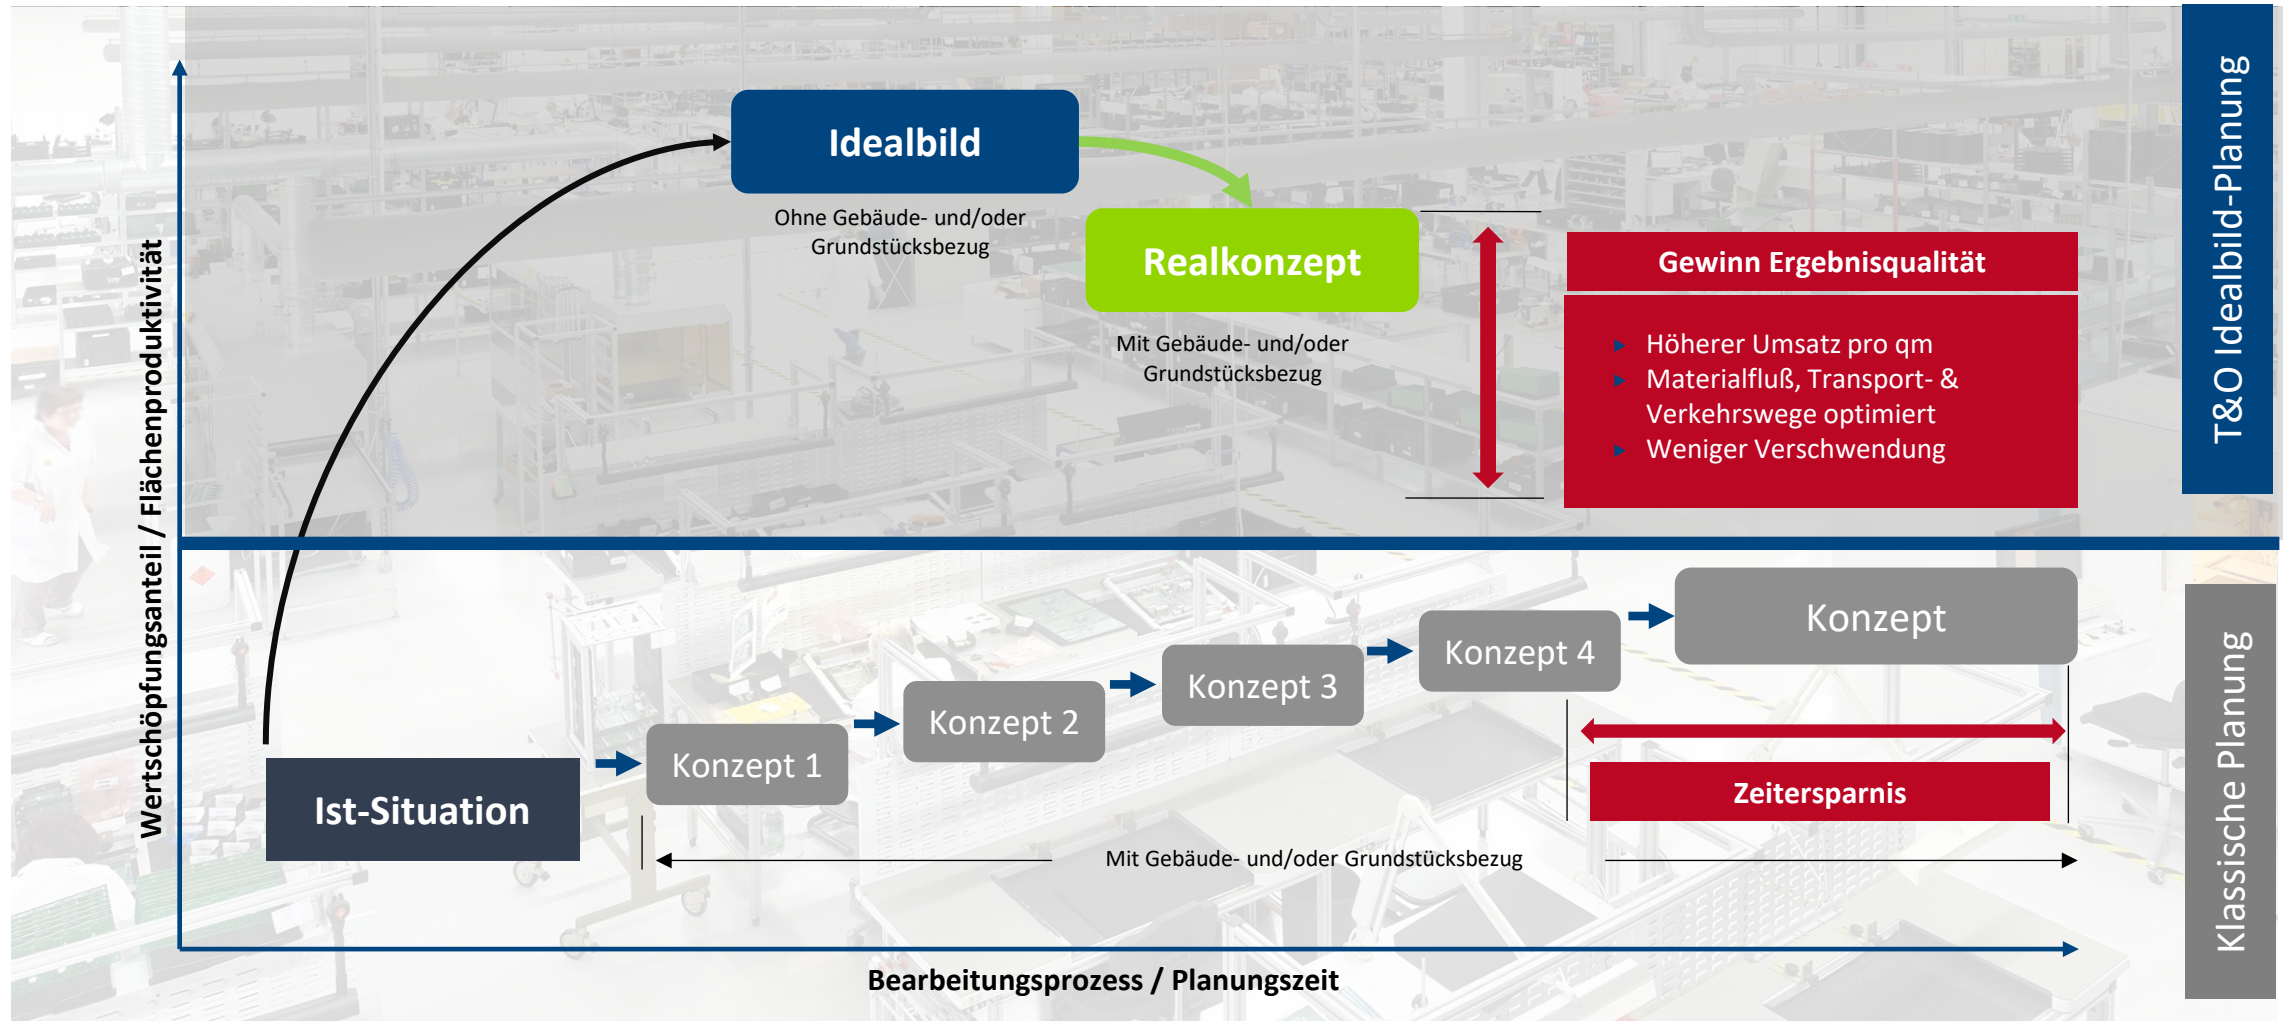 Idealbild
Ohne Gebäude- und/oder
Grundstücksbezug
Realkonzept
Mit Gebäude- und/oder
Grundstücksbezug
Gewinn Ergebnisqualität
Höherer Umsatz pro qm
Materialfluß, Transport- &
Verkehrswege optimiert
Weniger Verschwendung
T&O Idealbild-Planung
Wertschöpfungsanteil / Flächenproduktivität
Ist-Situation
Konzept 1
Konzept 2
Konzept 3
Konzept 4
Konzept
Zeitersparnis
Mit Gebäude- und/oder Grundstücksbezug
Klassische Planung
Bearbeitungsprozess / Planungszeit